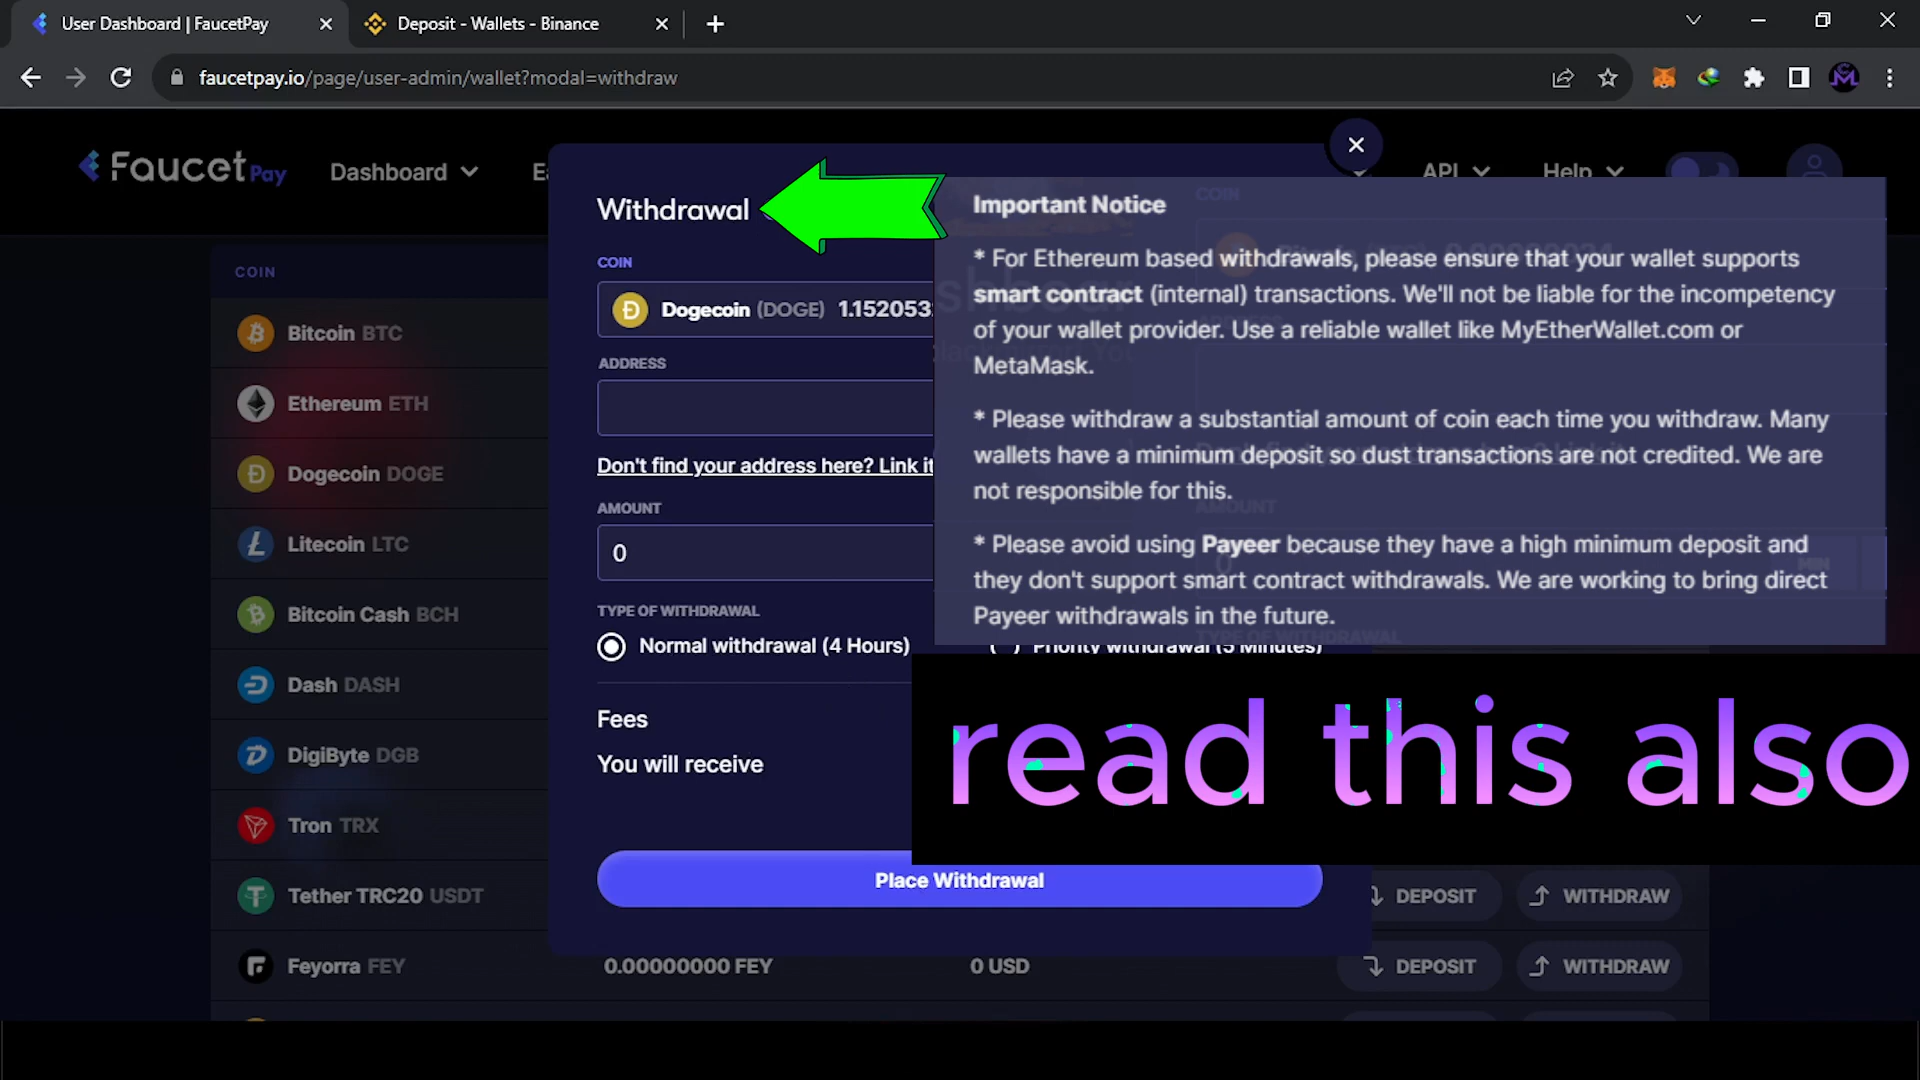 User Dashboard | FaucetPay
Deposit - Wallets - Binance
faucetpay.io/page/user-admin/wallet?modal=withdraw
FaucetPay
Dashboard
API
Help
Withdrawal
COIN
Dogecoin (DOGE)
ADDRESS
Don't find your address here? Link it
AMOUNT
0
TYPE OF WITHDRAWAL
Normal withdrawal (4 Hours)
Priority withdrawal (5 Minutes)
Fees
You will receive
Place Withdrawal
Important Notice
* For Ethereum based withdrawals, please ensure that your wallet supports
smart contract (internal) transactions. We'll not be liable for the incompetency
of your wallet provider. Use a reliable wallet like MyEtherWallet.com or
MetaMask.
* Please withdraw a substantial amount of coin each time you withdraw. Many
wallets have a minimum deposit so dust transactions are not credited. We are
not responsible for this.
* Please avoid using Payeer because they have a high minimum deposit and
they don't support smart contract withdrawals. We are working to bring direct
Payeer withdrawals in the future.
read this also
COIN
Bitcoin BTC
Ethereum ETH
Dogecoin DOGE
Litecoin LTC
Bitcoin Cash BCH
Dash DASH
DigiByte DGB
Tron TRX
Tether TRC20 USDT
DEPOSIT WITHDRAW
Feyorra FEY 0.00000000 FEY 0 USD DEPOSIT WITHDRAW